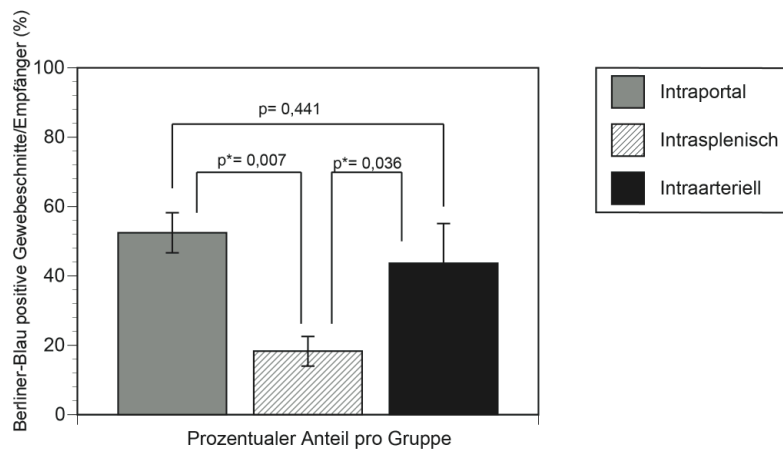 Berliner-Blau positive Gewebeschnitte/Empfänger (%)
100
80
60
40
20
0
p= 0,441
p*= 0,007
p*= 0,036
Prozentualer Anteil pro Gruppe
Intraportal
Intrasplenisch
Intraarteriell